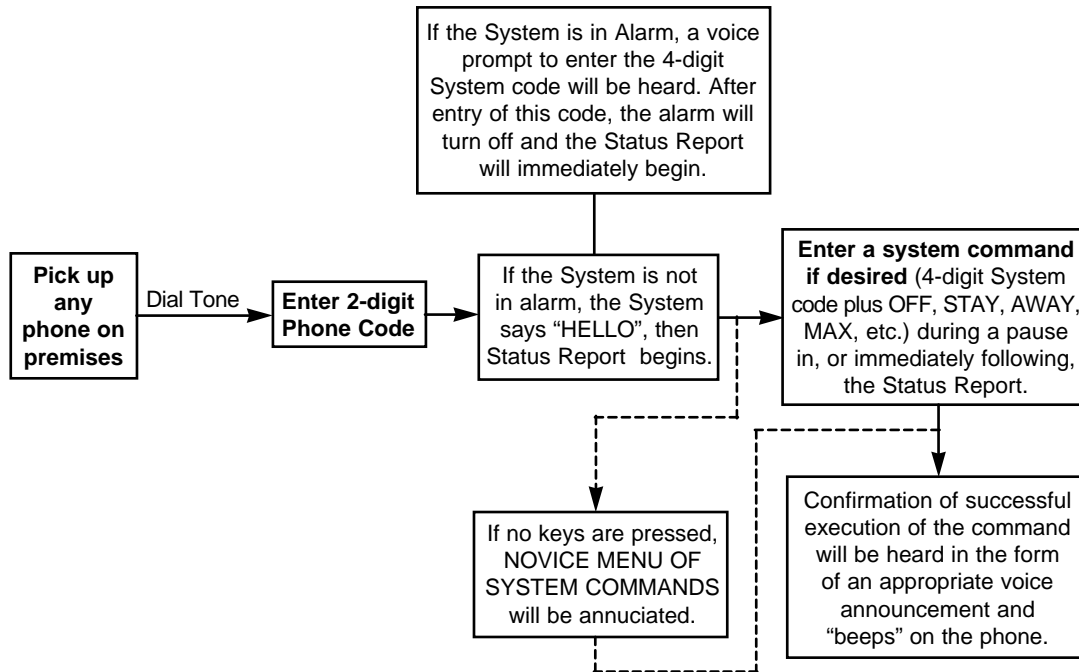 If the System is in Alarm, a voice
prompt to enter the 4-digit
System code will be heard. After
entry of this code, the alarm will
turn off and the Status Report
will immediately begin.
Pick up
any
phone on
premises
Dial Tone
Enter 2-digit
Phone Code
If the System is not
in alarm, the System
says “HELLO”, then
Status Report begins.
Enter a system command
if desired (4-digit System
code plus OFF, STAY, AWAY,
MAX, etc.) during a pause
in, or immediately following,
the Status Report.
If no keys are pressed,
NOVICE MENU OF
SYSTEM COMMANDS
will be annuciated.
Confirmation of successful
execution of the command
will be heard in the form
of an appropriate voice
announcement and
“beeps” on the phone.